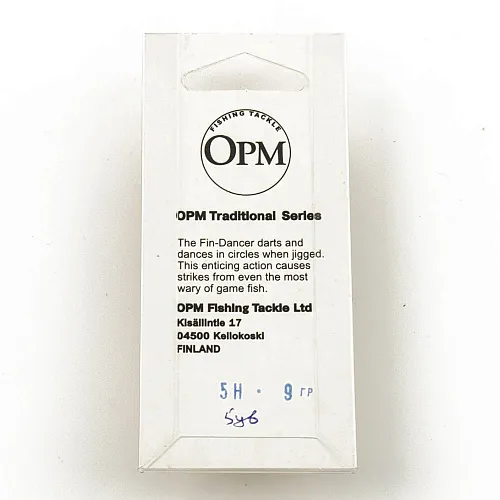 FISHING TACKLE
OPM
OPM Traditional Series
The Fin-Dancer darts and
dances in circles when jigged.
This enticing action causes
strikes from even the most
wary of game fish.
OPM Fishing Tackle Ltd
Kisällintie 17
04500 Kellokoski
FINLAND
5H · 9 ГР